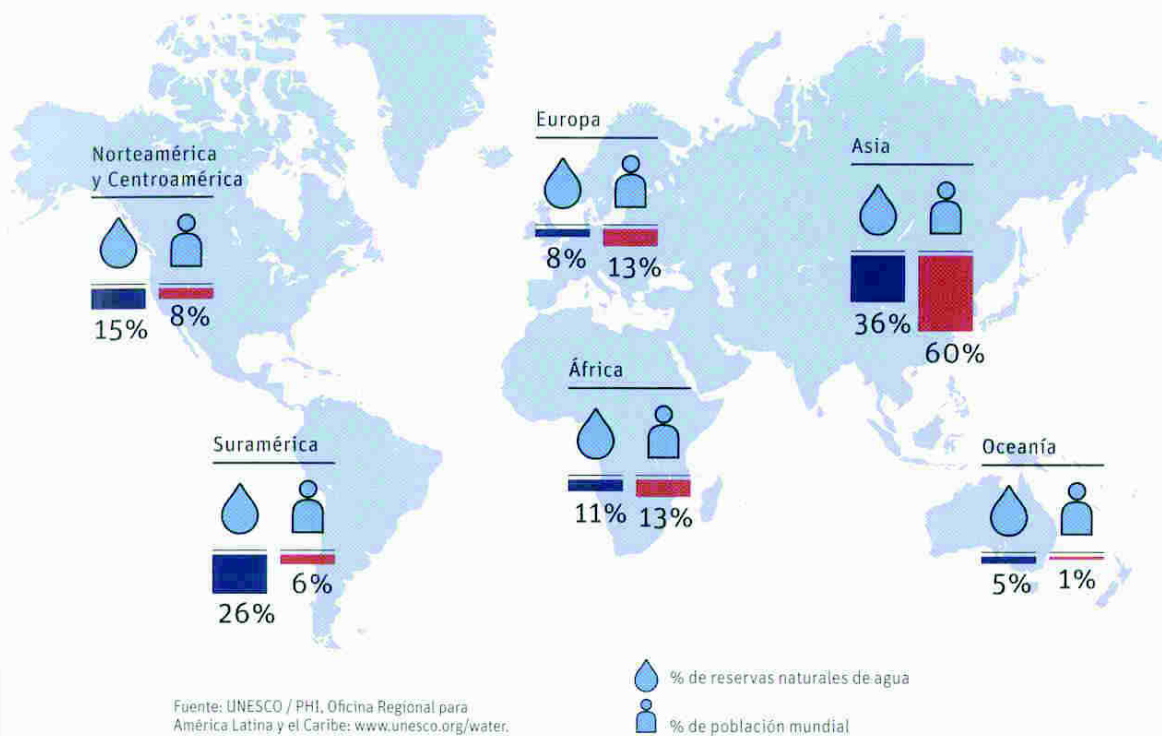 Norteamérica
y Centroamérica
15%
8%
Europa
8%
13%
Asia
36%
60%
Suramérica
26%
6%
África
11%
13%
Oceanía
5%
1%
% de reservas naturales de agua
% de población mundial
Fuente: UNESCO / PHI, Oficina Regional para
América Latina y el Caribe: www.unesco.org/water.